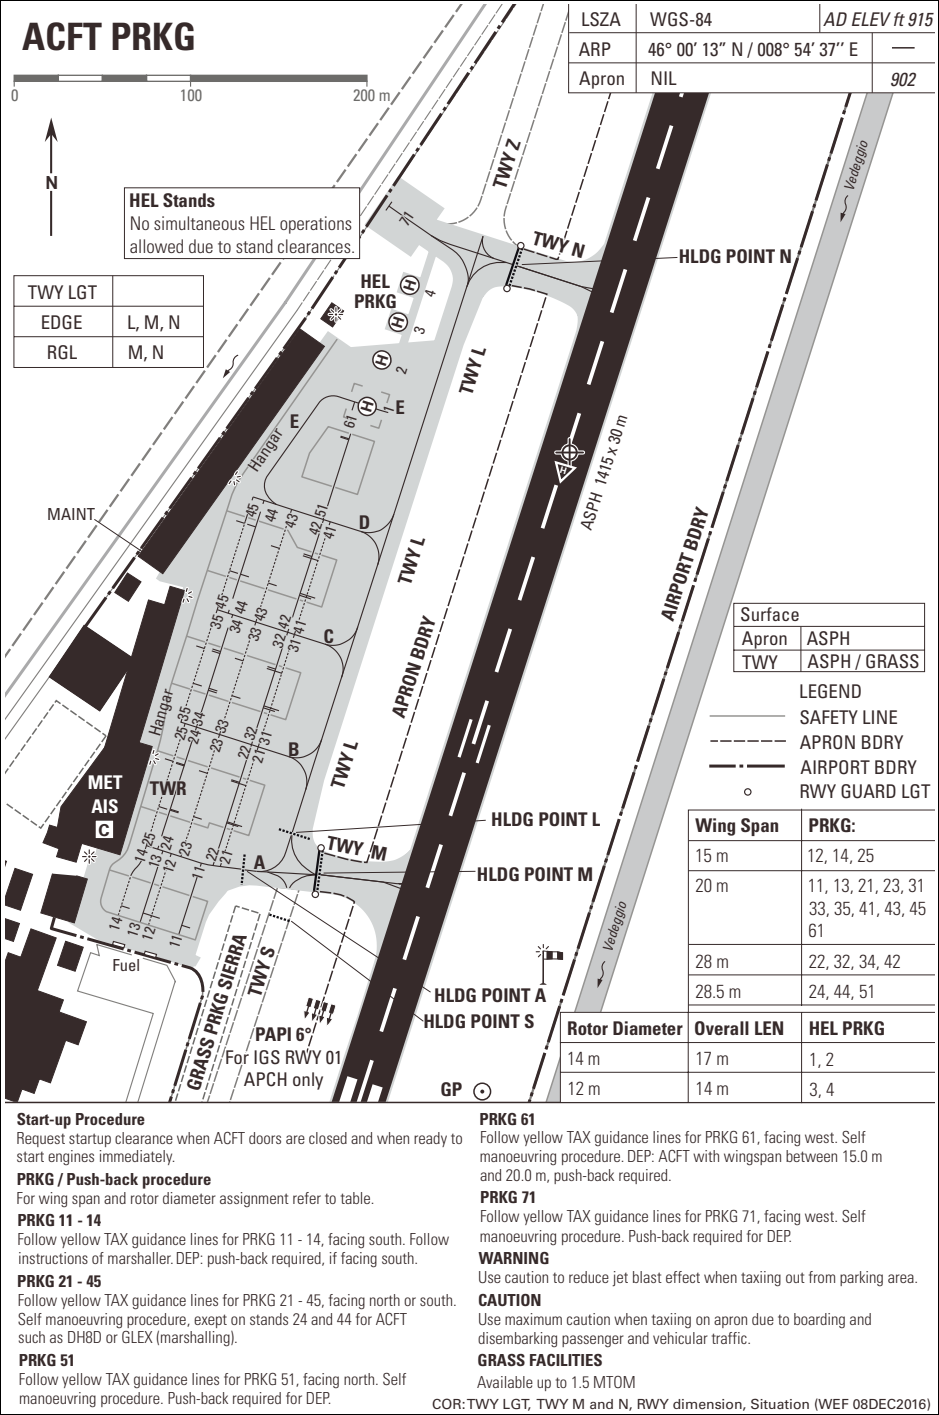 ACFT PRKG
0 100 200 m
N
LSZA WGS-84 AD ELEV ft 915
ARP 46° 00’ 13” N / 008° 54’ 37’’ E —
Apron NIL 902
HEL Stands
No simultaneous HEL operations
allowed due to stand clearances.
TWY LGT
EDGE L, M, N
RGL M, N
TWY Z
Vedeggio
71
TWY N
HLDG POINT N
HEL
PRKG
H
4
H
3
H
2
H
1
E
E
61
TWY L
Hangar
ASPH 1415 x 30 m
MAINT
45
44
43
42 51
41
D
TWY L
AIRPORT BDRY
35 45
34 44
33 43
32 42
31 41
C
APRON BDRY
Hangar
25 35
24 34
23 33
22 32
21 31
B
TWY L
MET
AIS
C
TWR
HLDG POINT L
14 25
13 24
12 23
11 22
21
A
TWY M
HLDG POINT M
14
13
12
11
Fuel
GRASS PRKG SIERRA
TWY S
HLDG POINT A
HLDG POINT S
PAPI 6°
For IGS RWY 01
APCH only
GP
Vedeggio
Surface
Apron ASPH
TWY ASPH / GRASS
LEGEND
SAFETY LINE
APRON BDRY
AIRPORT BDRY
RWY GUARD LGT
Wing Span PRKG:
15 m 12, 14, 25
20 m 11, 13, 21, 23, 31
33, 35, 41, 43, 45
61
28 m 22, 32, 34, 42
28.5 m 24, 44, 51
Rotor Diameter Overall LEN HEL PRKG
14 m 17 m 1, 2
12 m 14 m 3, 4
Start-up Procedure
Request startup clearance when ACFT doors are closed and when ready to
start engines immediately.
PRKG / Push-back procedure
For wing span and rotor diameter assignment refer to table.
PRKG 11 - 14
Follow yellow TAX guidance lines for PRKG 11 - 14, facing south. Follow
instructions of marshaller. DEP: push-back required, if facing south.
PRKG 21 - 45
Follow yellow TAX guidance lines for PRKG 21 - 45, facing north or south.
Self manoeuvring procedure, exept on stands 24 and 44 for ACFT
such as DH8D or GLEX (marshalling).
PRKG 51
Follow yellow TAX guidance lines for PRKG 51, facing north. Self
manoeuvring procedure. Push-back required for DEP.
PRKG 61
Follow yellow TAX guidance lines for PRKG 61, facing west. Self
manoeuvring procedure. DEP: ACFT with wingspan between 15.0 m
and 20.0 m, push-back required.
PRKG 71
Follow yellow TAX guidance lines for PRKG 71, facing west. Self
manoeuvring procedure. Push-back required for DEP.
WARNING
Use caution to reduce jet blast effect when taxiing out from parking area.
CAUTION
Use maximum caution when taxiing on apron due to boarding and
disembarking passenger and vehicular traffic.
GRASS FACILITIES
Available up to 1.5 MTOM
COR: TWY LGT, TWY M and N, RWY dimension, Situation (WEF 08DEC2016)